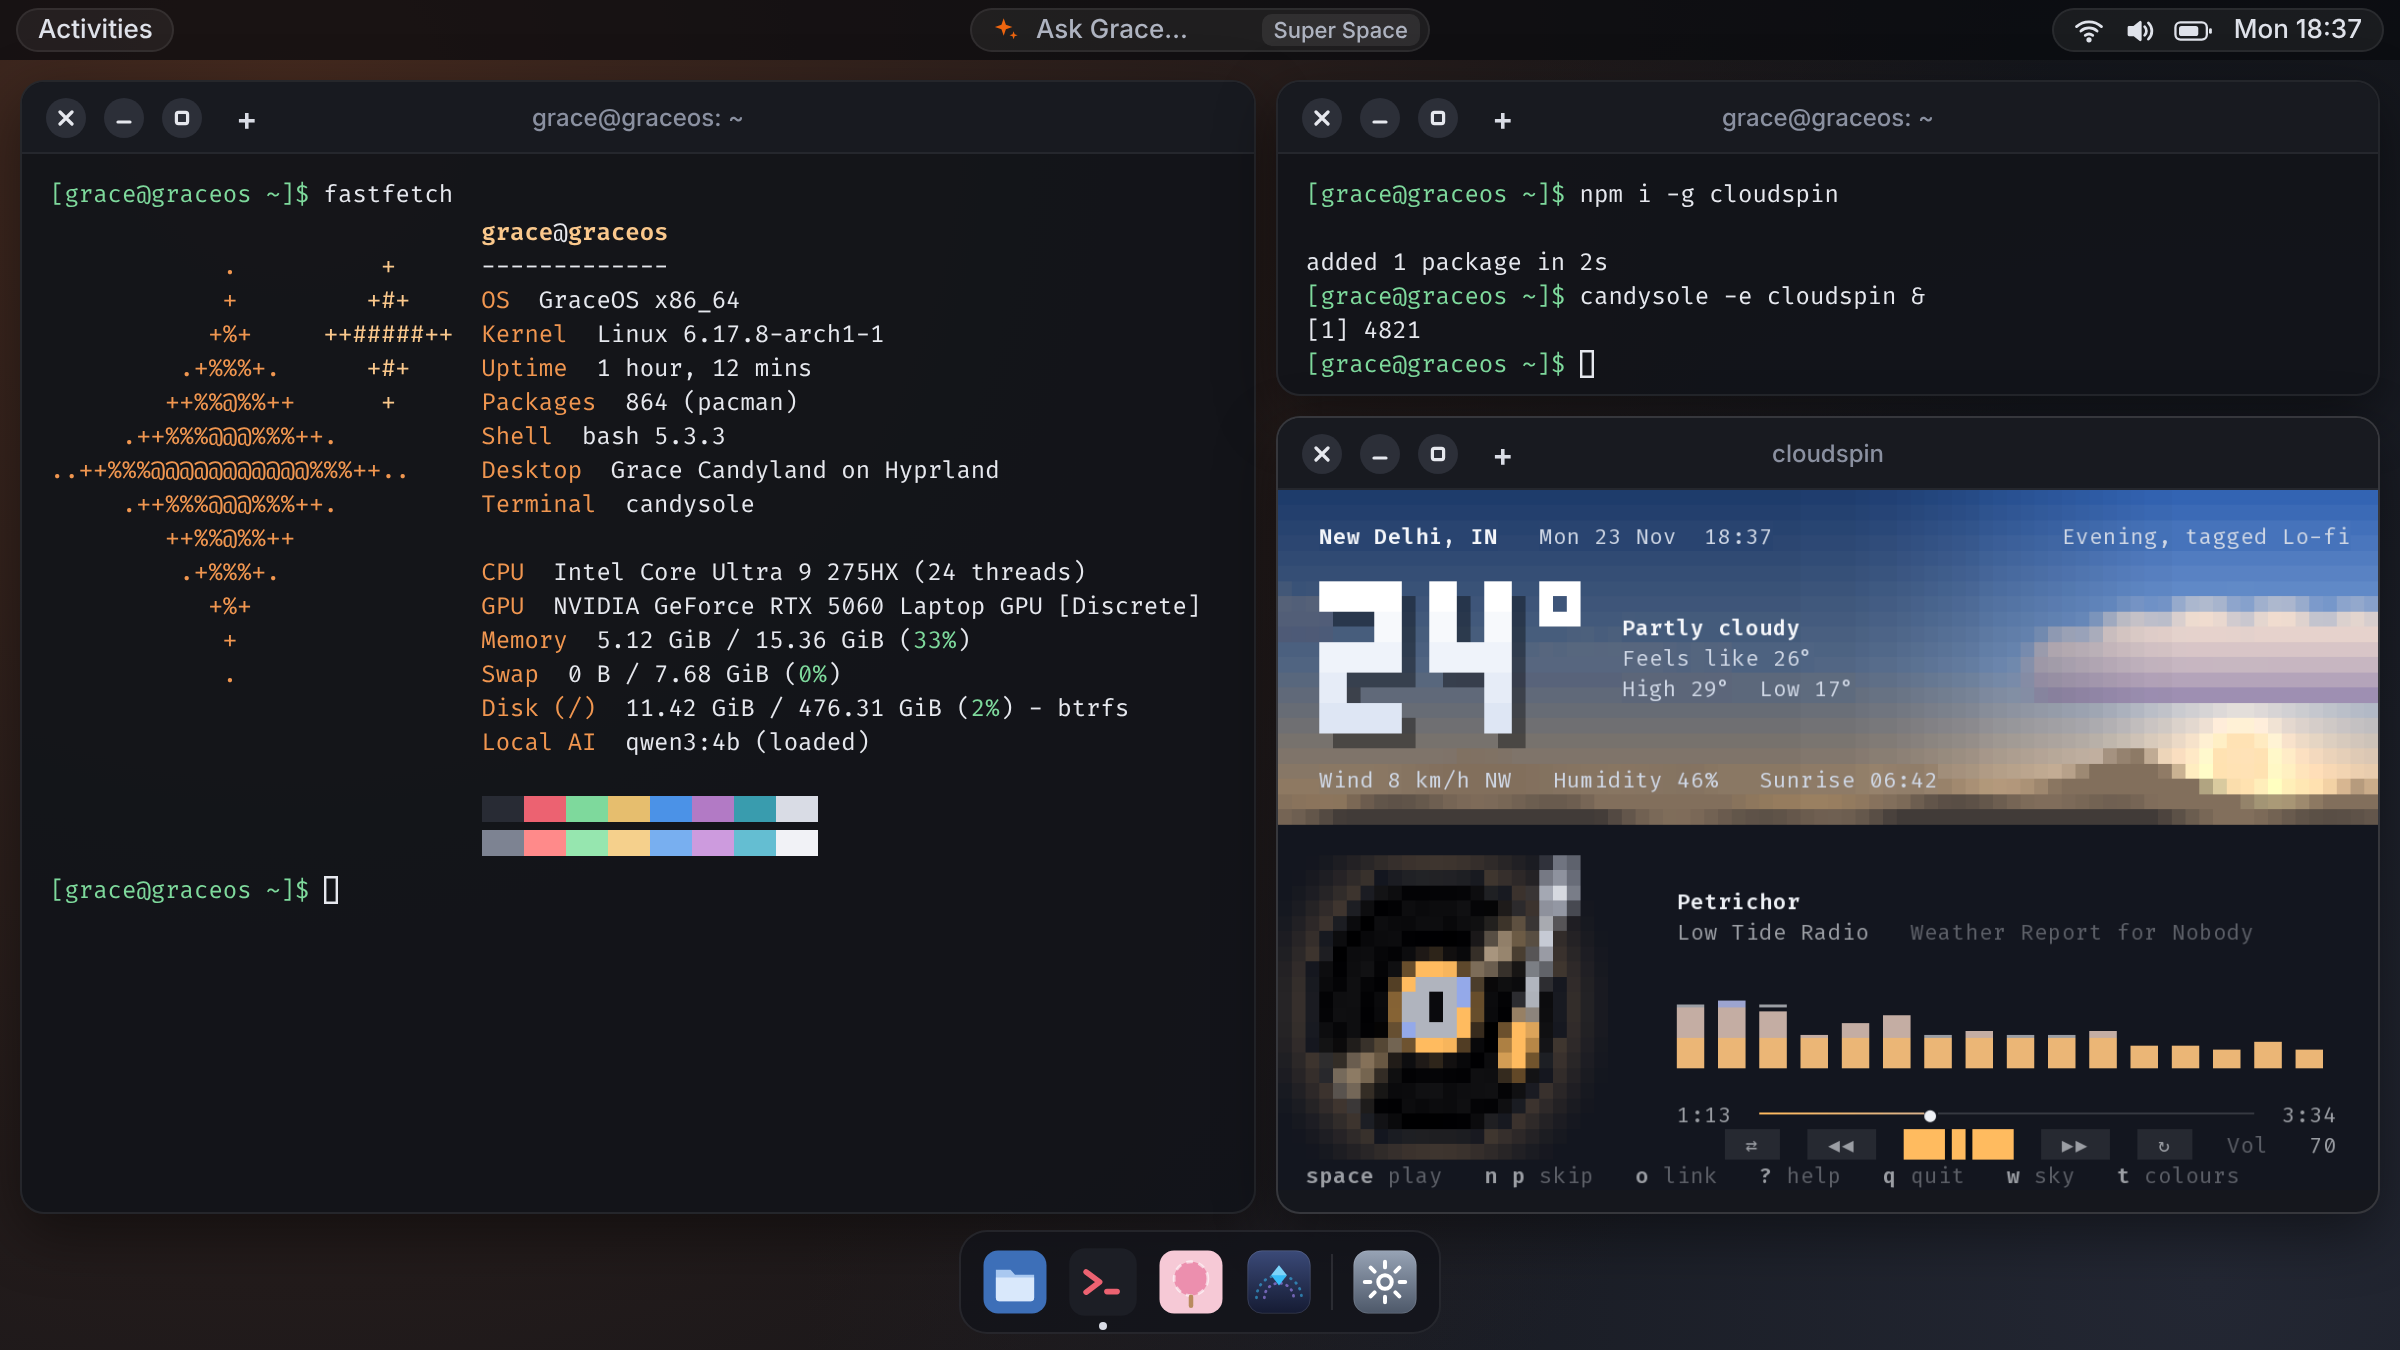 Activities
Ask Grace... Super Space
Mon 18:37
grace@graceos: ~
[grace@graceos ~]$ fastfetch
grace@graceos
-------------
OS GraceOS x86_64
Kernel Linux 6.17.8-arch1-1
Uptime 1 hour, 12 mins
Packages 864 (pacman)
Shell bash 5.3.3
Desktop Grace Candyland on Hyprland
Terminal candysole
CPU Intel Core Ultra 9 275HX (24 threads)
GPU NVIDIA GeForce RTX 5060 Laptop GPU [Discrete]
Memory 5.12 GiB / 15.36 GiB (33%)
Swap 0 B / 7.68 GiB (0%)
Disk (/) 11.42 GiB / 476.31 GiB (2%) - btrfs
Local AI qwen3:4b (loaded)
[grace@graceos ~]$
grace@graceos: ~
[grace@graceos ~]$ npm i -g cloudspin
added 1 package in 2s
[grace@graceos ~]$ candysole -e cloudspin &
[1] 4821
[grace@graceos ~]$
cloudspin
New Delhi, IN Mon 23 Nov 18:37 Evening, tagged Lo-fi
24°
Partly cloudy
Feels like 26°
High 29° Low 17°
Wind 8 km/h NW Humidity 46% Sunrise 06:42
Petrichor
Low Tide Radio Weather Report for Nobody
1:13 3:34
Vol 70
space play n p skip o link ? help q quit w sky t colours